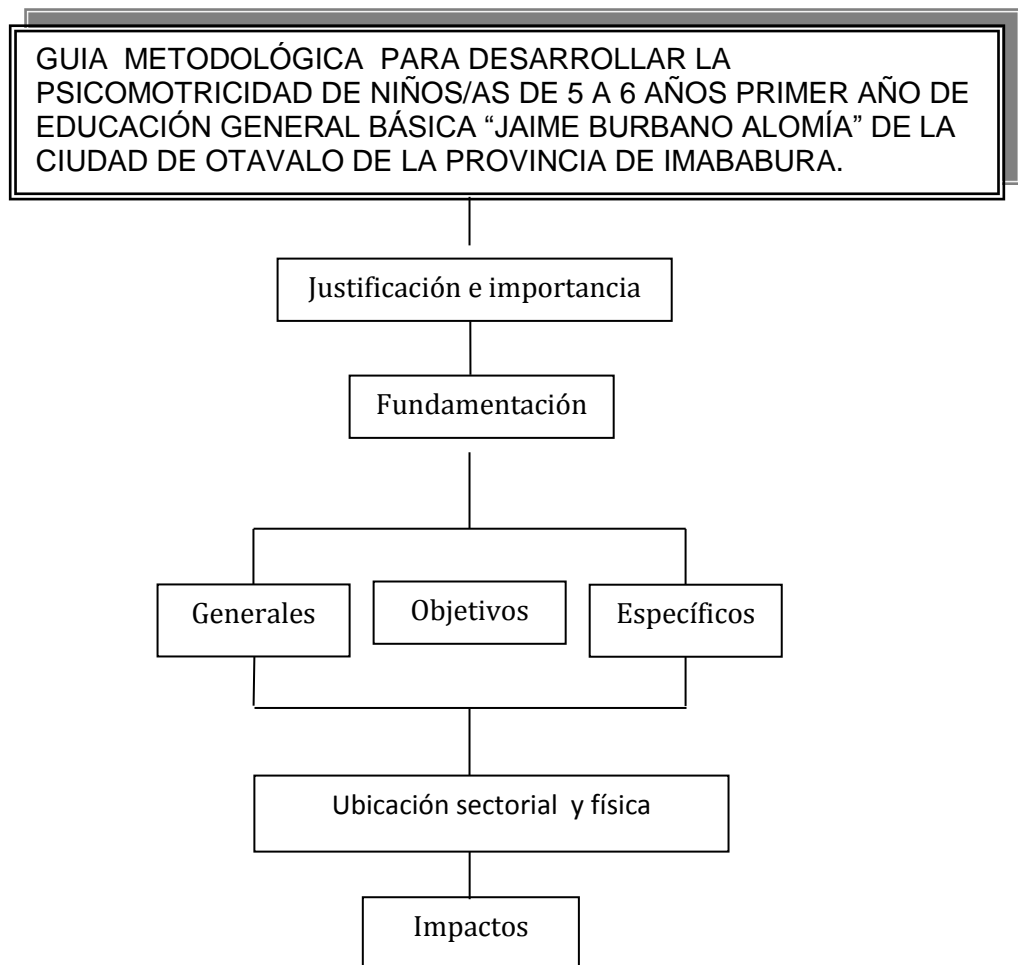 GUIA METODOLÓGICA PARA DESARROLLAR LA
PSICOMOTRICIDAD DE NIÑOS/AS DE 5 A 6 AÑOS PRIMER AÑO DE
EDUCACIÓN GENERAL BÁSICA “JAIME BURBANO ALOMÍA” DE LA
CIUDAD DE OTAVALO DE LA PROVINCIA DE IMABABURA.
Justificación e importancia
Fundamentación
Generales
Objetivos
Específicos
Ubicación sectorial y física
Impactos